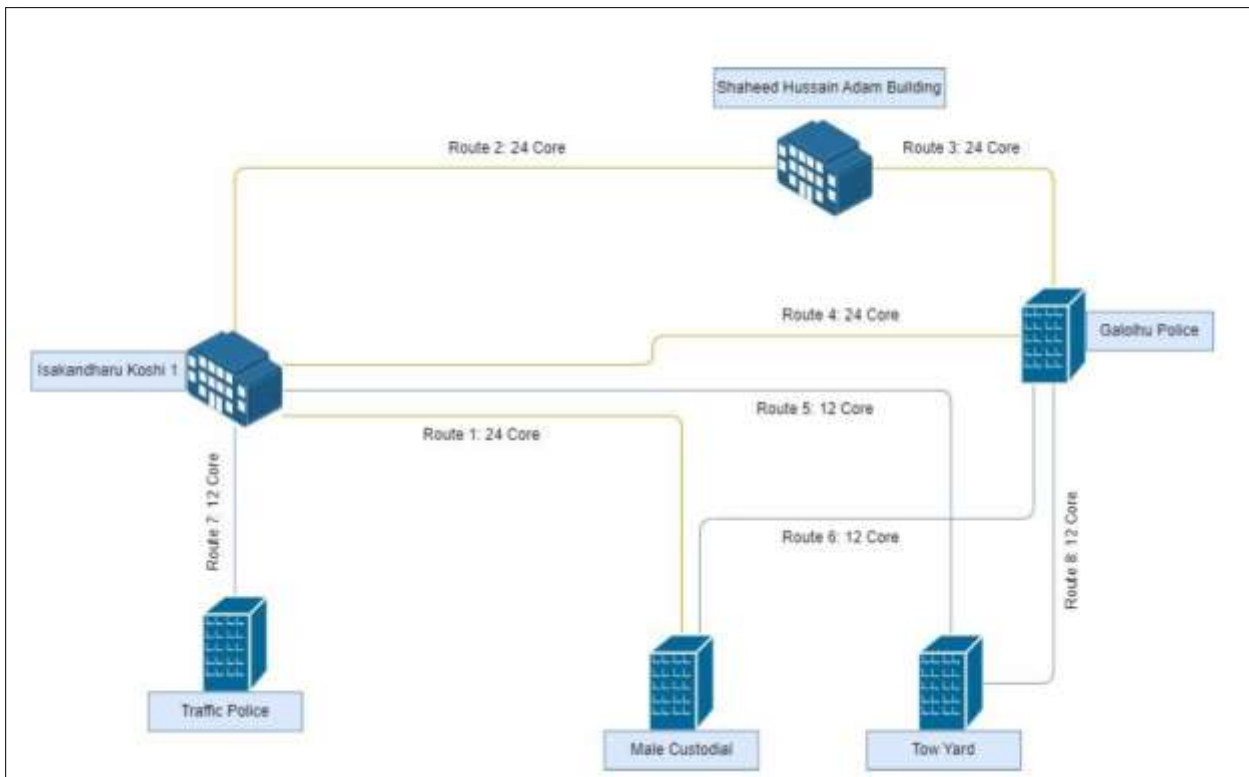 Shaheed Hussain Adam Building
Route 2: 24 Core
Route 3: 24 Core
Route 4: 24 Core
Galolhu Police
Isakandharu Koshi 1
Route 5: 12 Core
Route 1: 24 Core
Route 7: 12 Core
Route 6: 12 Core
Route 8: 12 Core
Traffic Police
Male Custodial
Tow Yard